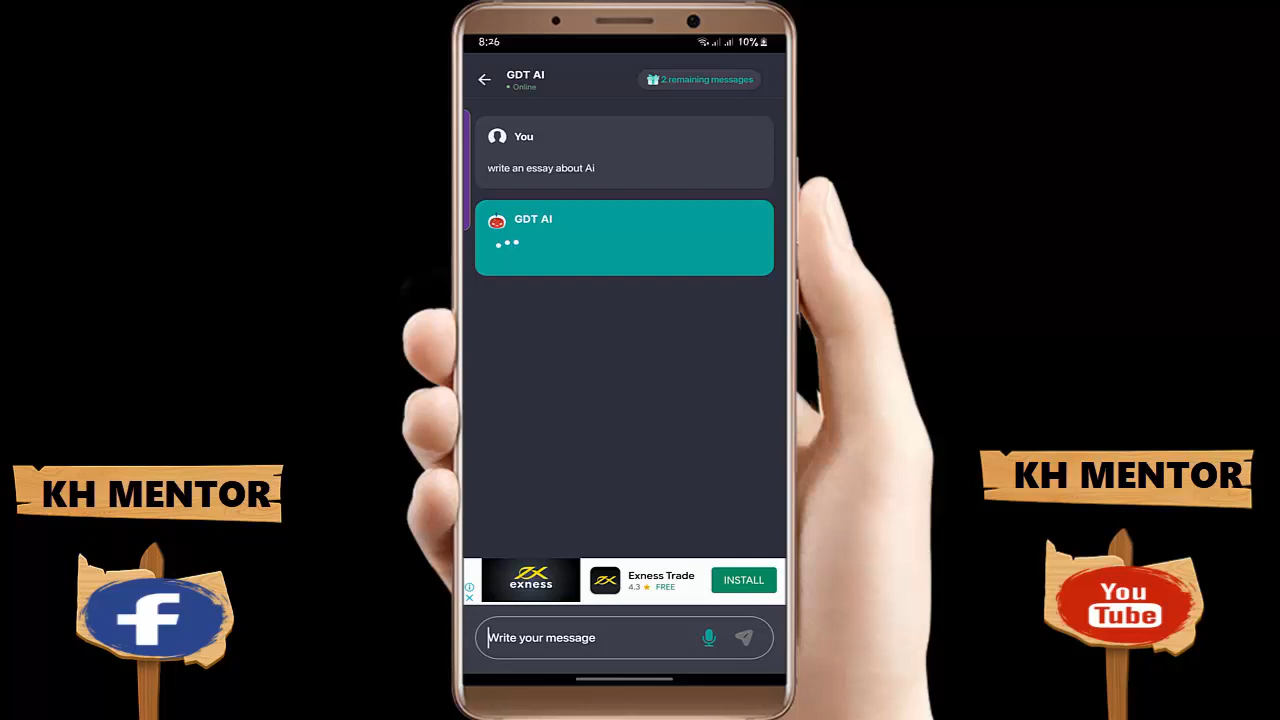 8:26
10%
GDT AI
Online
2 remaining messages
You
write an essay about Ai
GDT AI
exness
Exness Trade
4.3 ★ FREE
INSTALL
Write your message
KH MENTOR
f
KH MENTOR
You
Tube